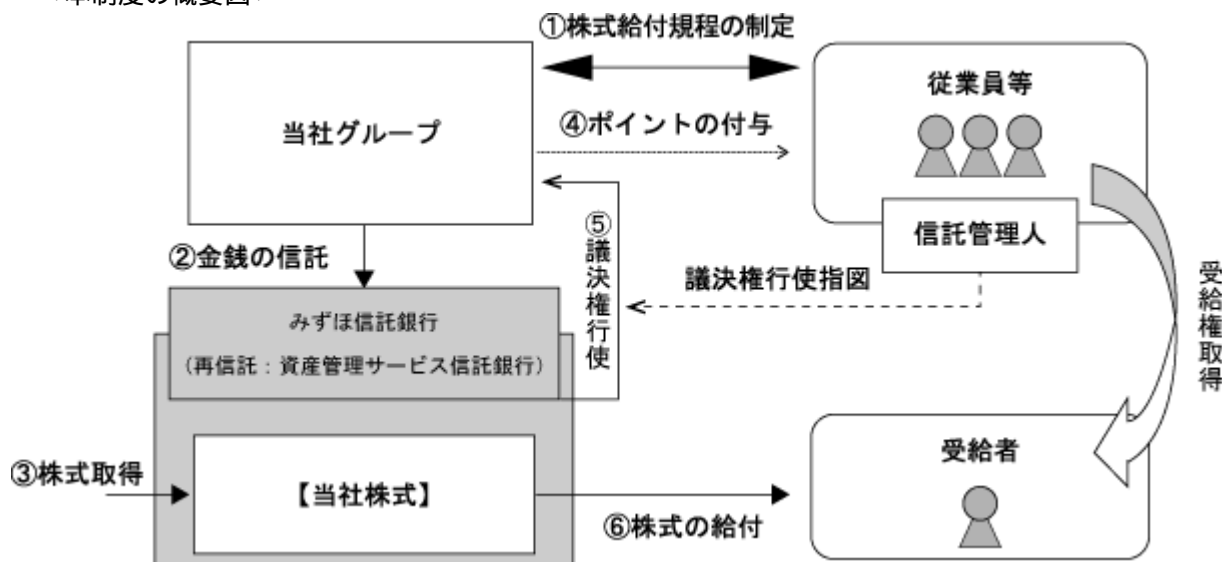 <本制度の概要図>
①株式給付規程の制定
当社グループ
④ポイントの付与
従業員等
信託管理人
②金銭の信託
⑤議決権行使
議決権行使指図
受給権取得
みずほ信託銀行
(再信託:資産管理サービス信託銀行)
③株式取得
【当社株式】
⑥株式の給付
受給者